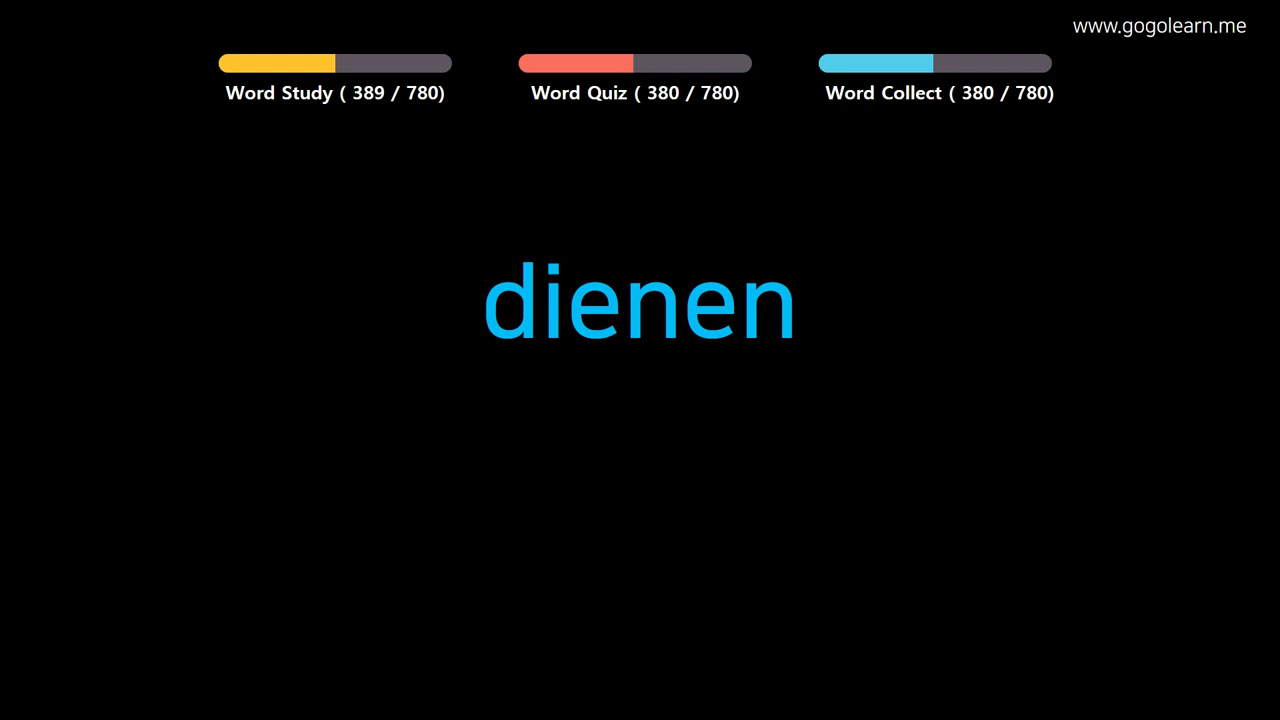 www.gogolearn.me
Word Study ( 389 / 780)
Word Quiz ( 380 / 780)
Word Collect ( 380 / 780)
dienen